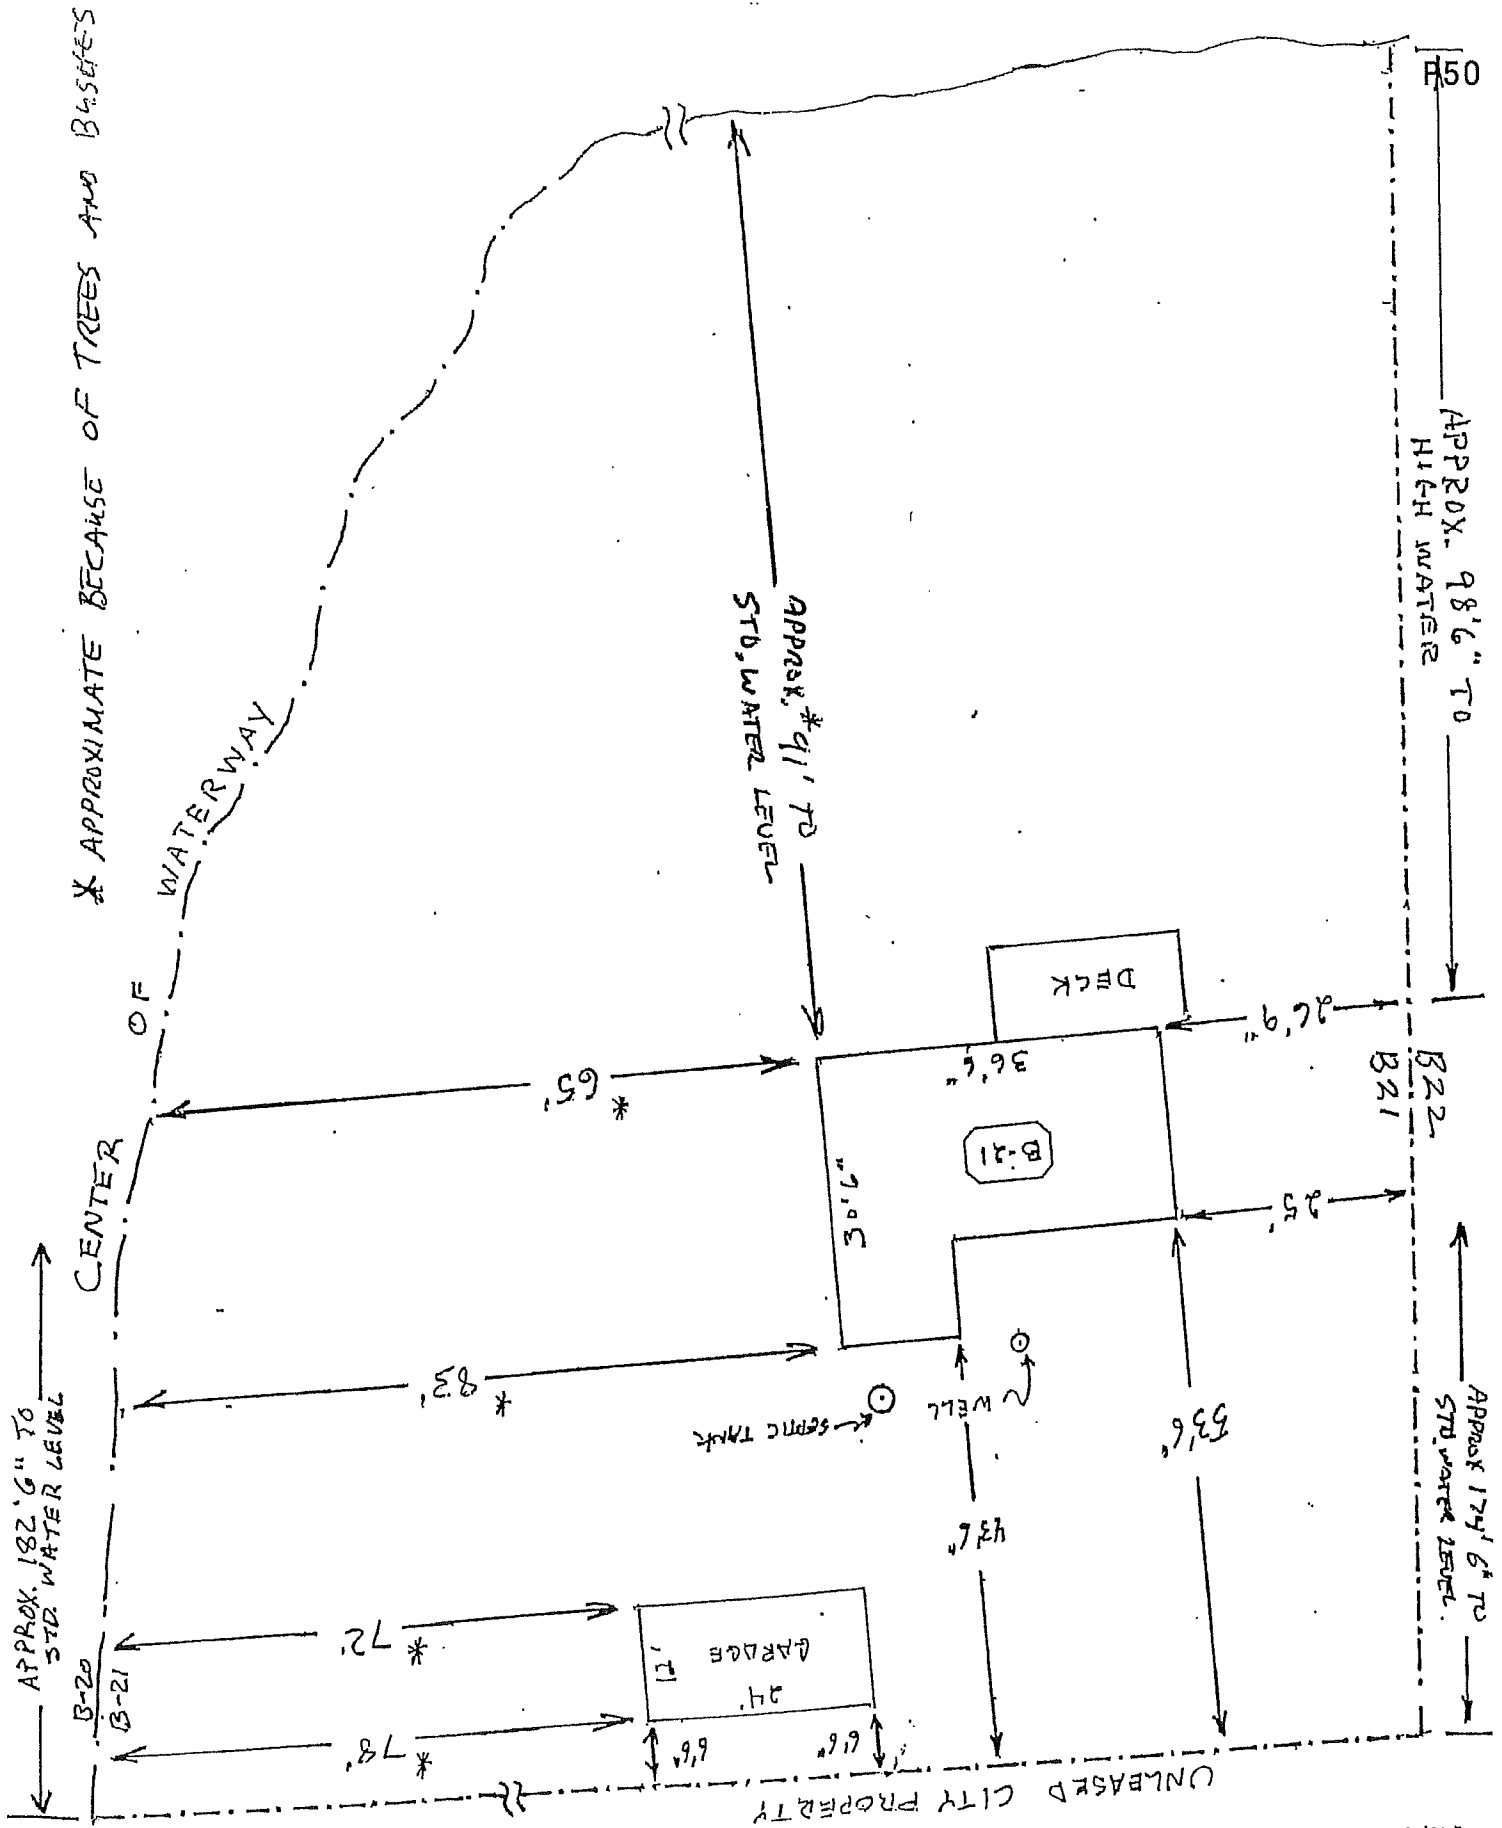 P50
* APPROXIMATE BECAUSE OF TREES AND BUSHES
APPROX. 98'6" TO
HIGH WATER
APPROX. *91' TO
STD. WATER LEVEL
CENTER
OF
WATERWAY
DECK
26'9"
36'6"
B22
B21
* 65'
B-21
30'6"
25'
* 83'
WELL
SEPTIC TANK
53'6"
43'6"
APPROX. 182'6" TO
STD. WATER LEVEL
APPROX 174' 6" TO
STD. WATER LEVEL.
B-20
B-21
* 72'
GARAGE
24'
* 78'
6'6"
6'6"
UNLEASED CITY PROPERTY